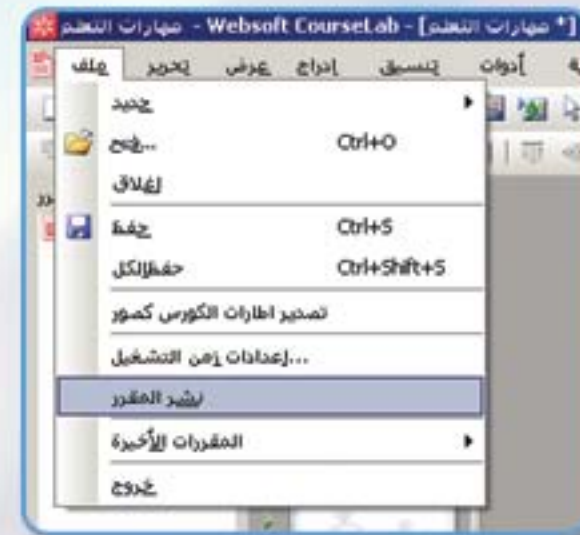 مهارات التعلم - Websoft CourseLab - [مهارات التعلم *]
ملف تحرير عرض إدراج تنسيق أدوات
جديد
فتح... Ctrl+O
إغلاق
حفظ Ctrl+S
حفظ الكل Ctrl+Shift+S
تصدير اطارات الكورس كصور
إعدادات زمن التشغيل...
نشر المقرر
المقررات الأخيرة
خروج